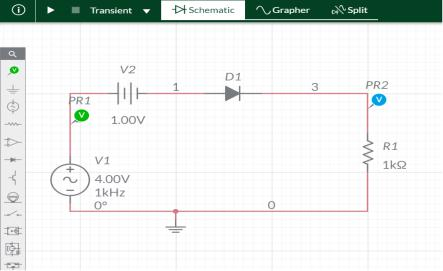 Transient Schematic Grapher Split
V2
1 D1 3 PR2
PR1
1.00V
R1
1kΩ
V1
4.00V
1kHz
0° 0
V
V
V